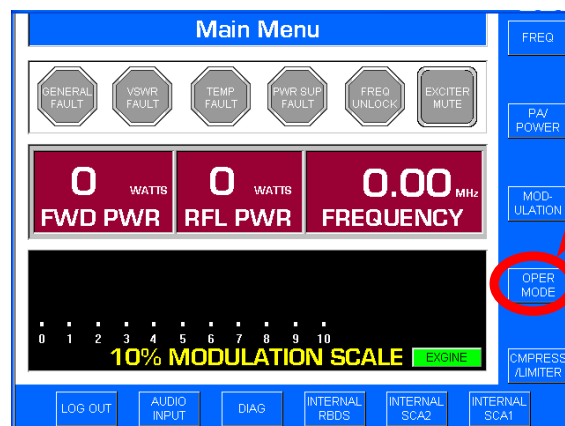 Main Menu
FREQ
GENERAL
FAULT
VSWR
FAULT
TEMP
FAULT
PWR SUP
FAULT
FREQ
UNLOCK
EXCITER
MUTE
PA/
POWER
0 WATTS
FWD PWR
0 WATTS
RFL PWR
0.00 MHz
FREQUENCY
MOD-
ULATION
OPER
MODE
0 1 2 3 4 5 6 7 8 9 10
10% MODULATION SCALE
EXGINE
CMPRESS
/LIMITER
LOG OUT
AUDIO
INPUT
DIAG
INTERNAL
RBDS
INTERNAL
SCA2
INTERNAL
SCA1